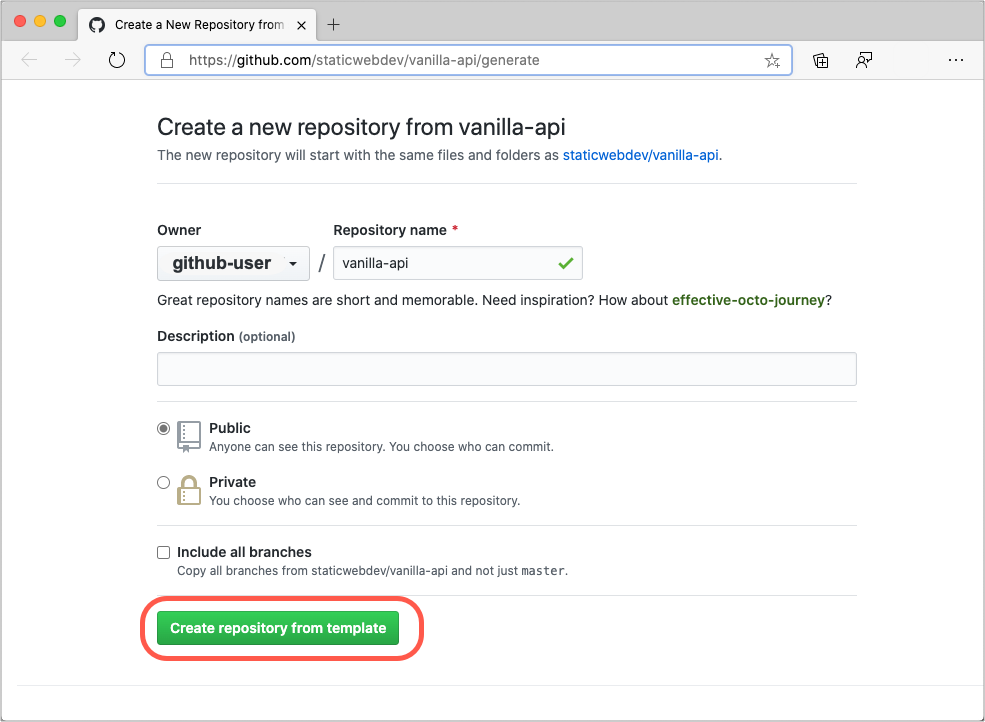 Create a New Repository from
https://github.com/staticwebdev/vanilla-api/generate
Create a new repository from vanilla-api
The new repository will start with the same files and folders as staticwebdev/vanilla-api.
Owner
Repository name *
github-user / vanilla-api
Great repository names are short and memorable. Need inspiration? How about effective-octo-journey?
Description (optional)
Public
Anyone can see this repository. You choose who can commit.
Private
You choose who can see and commit to this repository.
Include all branches
Copy all branches from staticwebdev/vanilla-api and not just master.
Create repository from template